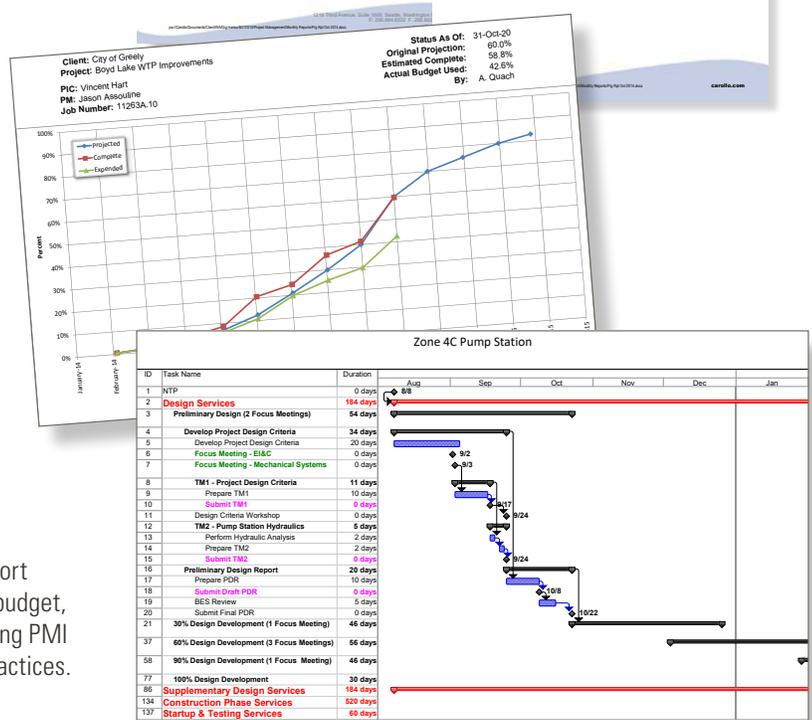 1218 Third Avenue, Suite 1600, Seattle, Washington
carollo.com
Client: City of Greely
Project: Boyd Lake WTP Improvements
PIC: Vincent Hart
PM: Jason Assouline
Job Number: 11263A.10
Status As Of: 31-Oct-20
Original Projection: 60.0%
Estimated Complete: 58.8%
Actual Budget Used: 42.6%
By: A. Quach
Projected
Complete
Expended
Percent
100%
90%
80%
70%
60%
50%
40%
30%
20%
10%
0%
January-14
February-14
Zone 4C Pump Station
ID Task Name Duration Aug Sep Oct Nov Dec Jan
1 NTP 0 days 8/8
2 Design Services 184 days
3 Preliminary Design (2 Focus Meetings) 54 days
4 Develop Project Design Criteria 34 days
5 Develop Project Design Criteria 20 days
6 Focus Meeting - EI&C 0 days 9/2
7 Focus Meeting - Mechanical Systems 0 days 9/3
8 TM1 - Project Design Criteria 11 days
9 Prepare TM1 10 days
10 Submit TM1 0 days 9/17
11 Design Criteria Workshop 0 days 9/24
12 TM2 - Pump Station Hydraulics 5 days
13 Perform Hydraulic Analysis 2 days
14 Prepare TM2 2 days
15 Submit TM2 0 days 9/24
16 Preliminary Design Report 20 days
17 Prepare PDR 10 days
18 Submit Draft PDR 0 days 10/8
19 BES Review 5 days
20 Submit Final PDR 0 days 10/22
21 30% Design Development (1 Focus Meeting) 46 days
37 60% Design Development (3 Focus Meetings) 56 days
58 90% Design Development (1 Focus Meeting) 46 days
77 100% Design Development 30 days
86 Supplementary Design Services 184 days
134 Construction Phase Services 520 days
137 Startup & Testing Services 60 days
ort
budget,
ng PMI
actices.